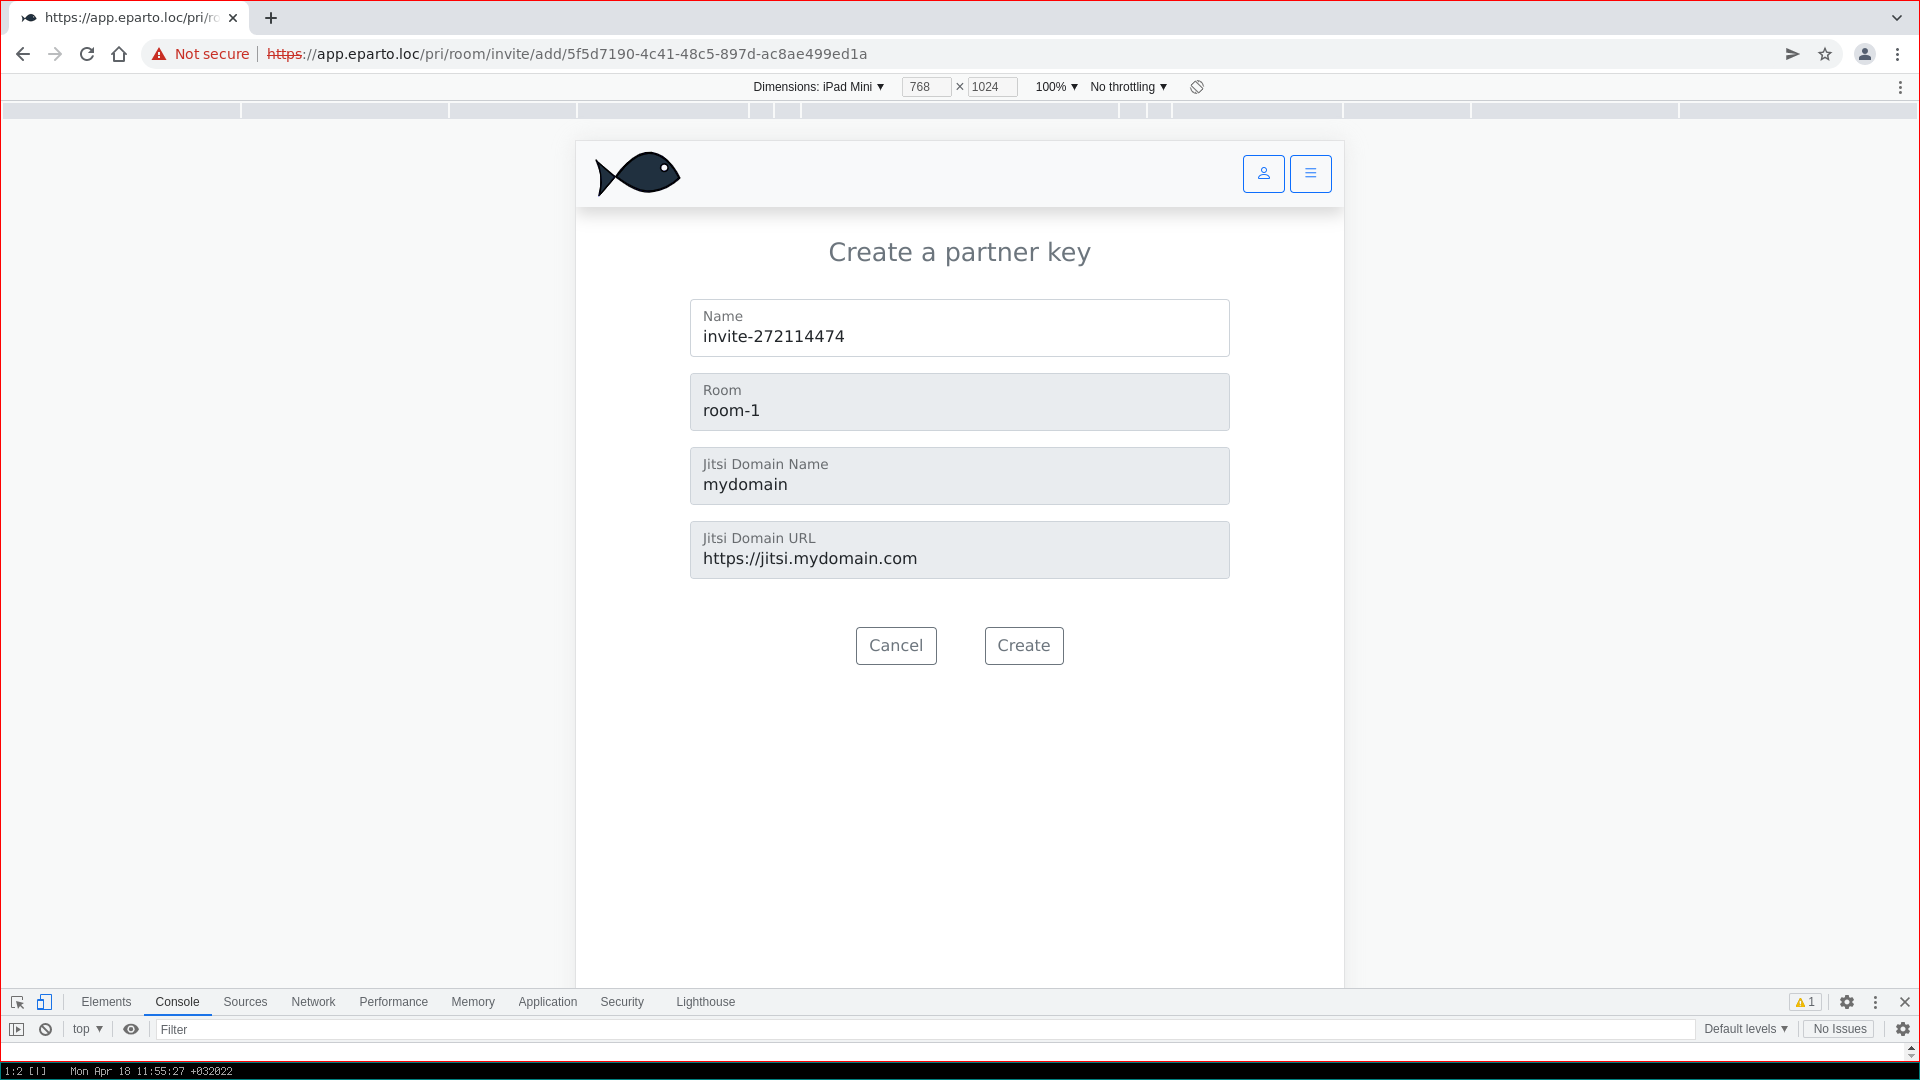 https://app.eparto.loc/pri/ro
Not secure https://app.eparto.loc/pri/room/invite/add/5f5d7190-4c41-48c5-897d-ac8ae499ed1a
Dimensions: iPad Mini ▼ 768 × 1024 100% ▼ No throttling ▼
Create a partner key
Name
invite-272114474
Room
room-1
Jitsi Domain Name
mydomain
Jitsi Domain URL
https://jitsi.mydomain.com
Cancel Create
Elements Console Sources Network Performance Memory Application Security Lighthouse 1
top ▼ Filter Default levels ▼ No Issues
1:2 [|] Mon Apr 18 11:55:27 +032022